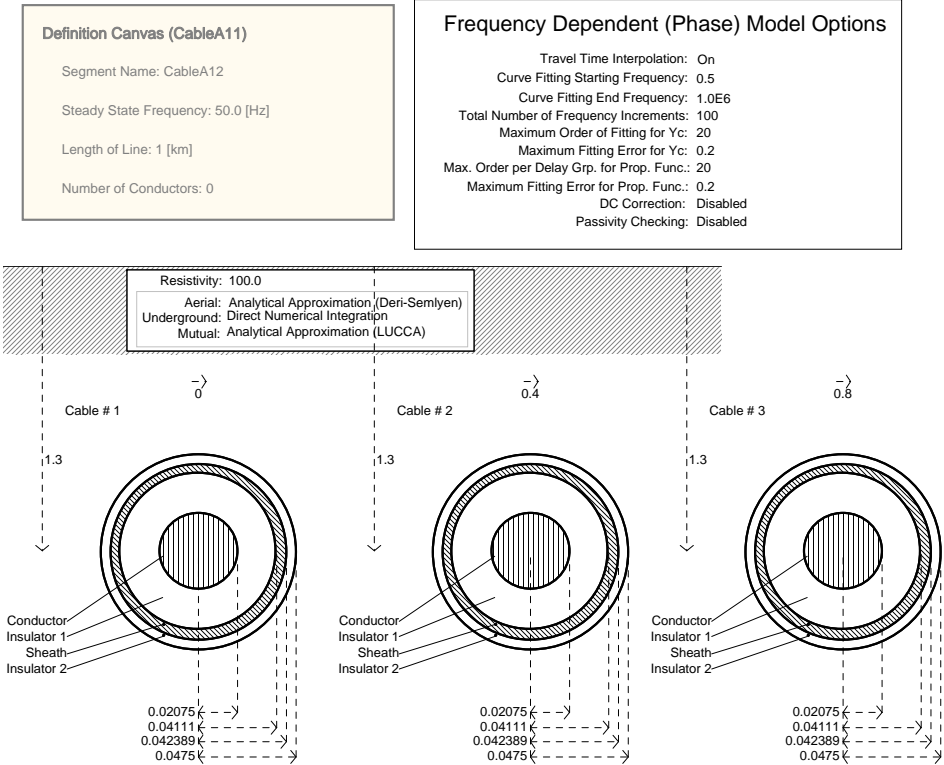 Definition Canvas (CableA11)
Segment Name: CableA12
Steady State Frequency: 50.0 [Hz]
Length of Line: 1 [km]
Number of Conductors: 0
Frequency Dependent (Phase) Model Options
Travel Time Interpolation: On
Curve Fitting Starting Frequency: 0.5
Curve Fitting End Frequency: 1.0E6
Total Number of Frequency Increments: 100
Maximum Order of Fitting for Yc: 20
Maximum Fitting Error for Yc: 0.2
Max. Order per Delay Grp. for Prop. Func.: 20
Maximum Fitting Error for Prop. Func.: 0.2
DC Correction: Disabled
Passivity Checking: Disabled
Resistivity: 100.0
Aerial: Analytical Approximation (Deri-Semlyen)
Underground: Direct Numerical Integration
Mutual: Analytical Approximation (LUCCA)
0
Cable # 1
1.3
Conductor
Insulator 1
Sheath
Insulator 2
0.02075
0.04111
0.042389
0.0475
0.4
Cable # 2
1.3
Conductor
Insulator 1
Sheath
Insulator 2
0.02075
0.04111
0.042389
0.0475
0.8
Cable # 3
1.3
Conductor
Insulator 1
Sheath
Insulator 2
0.02075
0.04111
0.042389
0.0475